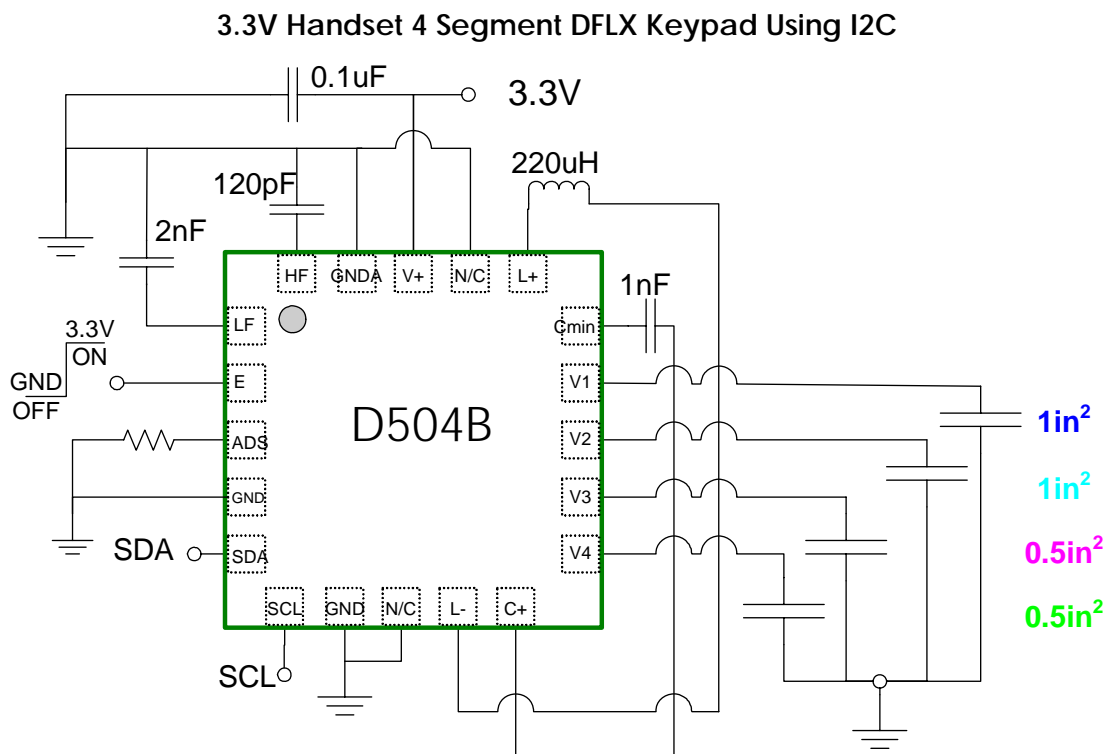 3.3V Handset 4 Segment DFLX Keypad Using I2C
0.1uF
3.3V
220uH
120pF
2nF
HF
GNDA
V+
N/C
L+
1nF
LF
Cmin
3.3V
ON
GND
OFF
E
V1
1in²
D504B
ADS
V2
1in²
GND
V3
SDA
SDA
V4
0.5in²
SCL
GND
N/C
L-
C+
0.5in²
SCL